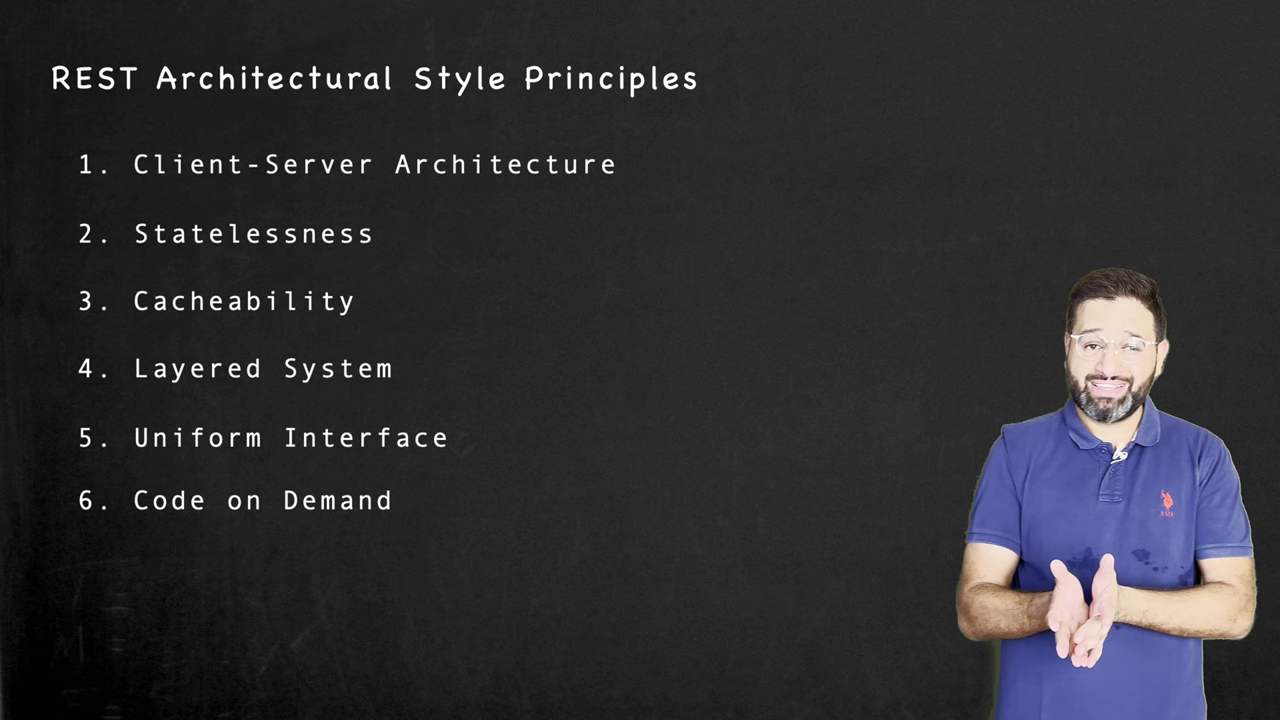 REST Architectural Style Principles
1. Client-Server Architecture
2. Statelessness
3. Cacheability
4. Layered System
5. Uniform Interface
6. Code on Demand